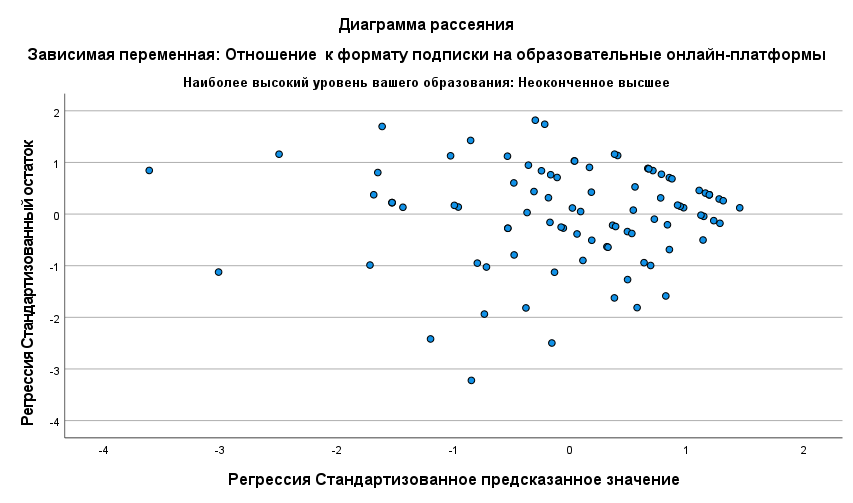 Диаграмма рассеяния
Зависимая переменная: Отношение к формату подписки на образовательные онлайн-платформы
Наиболее высокий уровень вашего образования: Неоконченное высшее
Регрессия Стандартизованный остаток
2
1
0
-1
-2
-3
-4
-4 -3 -2 -1 0 1 2
Регрессия Стандартизованное предсказанное значение